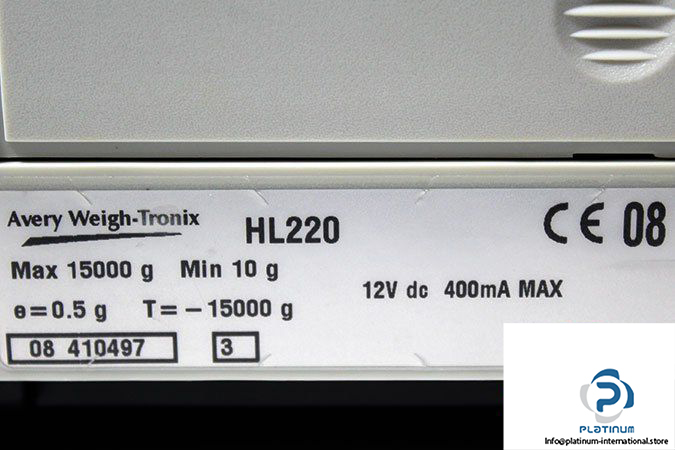 Avery Weigh-Tronix HL220 CE 08
Max 15000 g Min 10 g
12V dc 400mA MAX
e=0.5 g T=-15000 g
08 410497 3
PLATINUM
Info@platinum-international.store